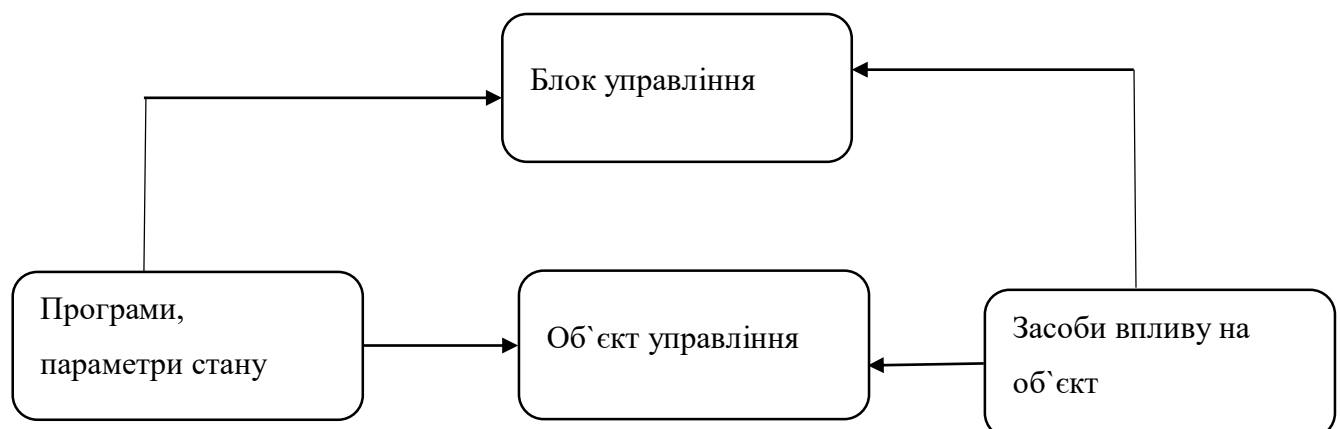 Блок управління
Програми,
параметри стану
Об`єкт управління
Засоби впливу на
об`єкт